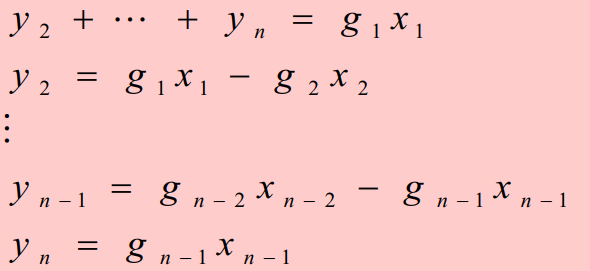 y₂ + ⋯ + yₙ = g₁x₁
y₂ = g₁x₁ − g₂x₂
⋮
yₙ₋₁ = gₙ₋₂xₙ₋₂ − gₙ₋₁xₙ₋₁
yₙ = gₙ₋₁xₙ₋₁